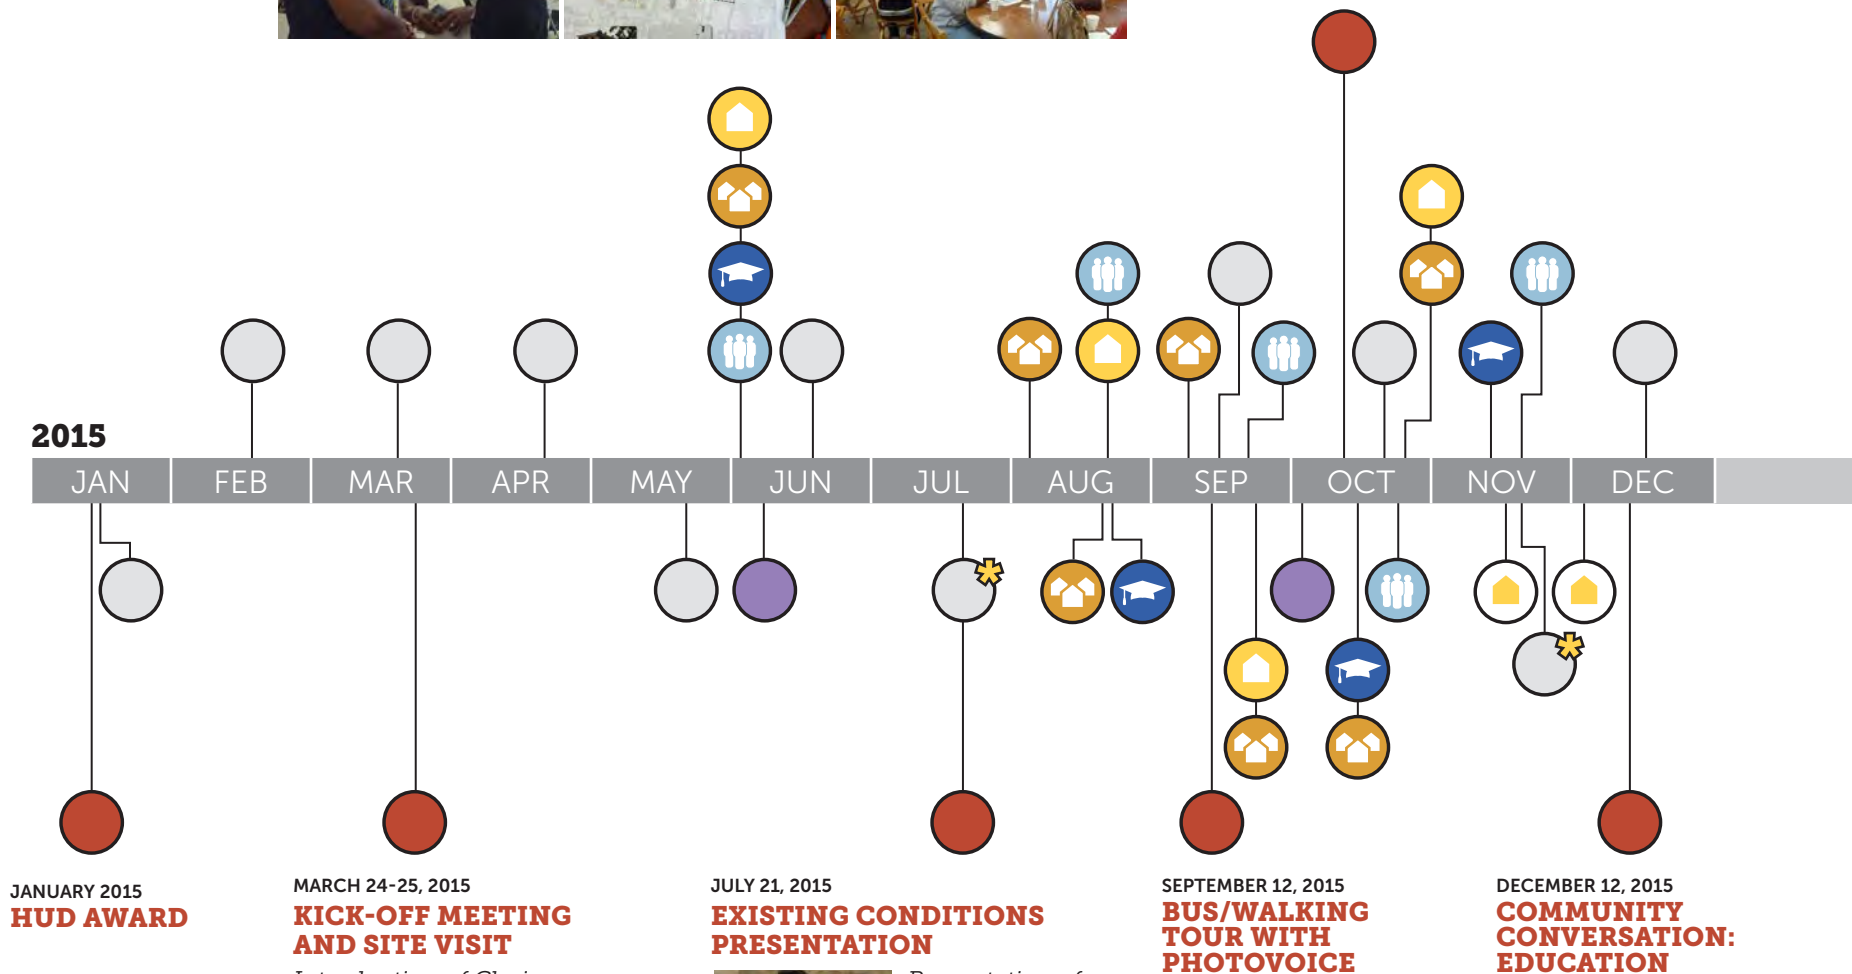 2015
JAN FEB MAR APR MAY JUN JUL AUG SEP OCT NOV DEC
JANUARY 2015
HUD AWARD
MARCH 24-25, 2015
KICK-OFF MEETING
AND SITE VISIT
JULY 21, 2015
EXISTING CONDITIONS
PRESENTATION
SEPTEMBER 12, 2015
BUS/WALKING
TOUR WITH
PHOTOVOICE
DECEMBER 12, 2015
COMMUNITY
CONVERSATION:
EDUCATION